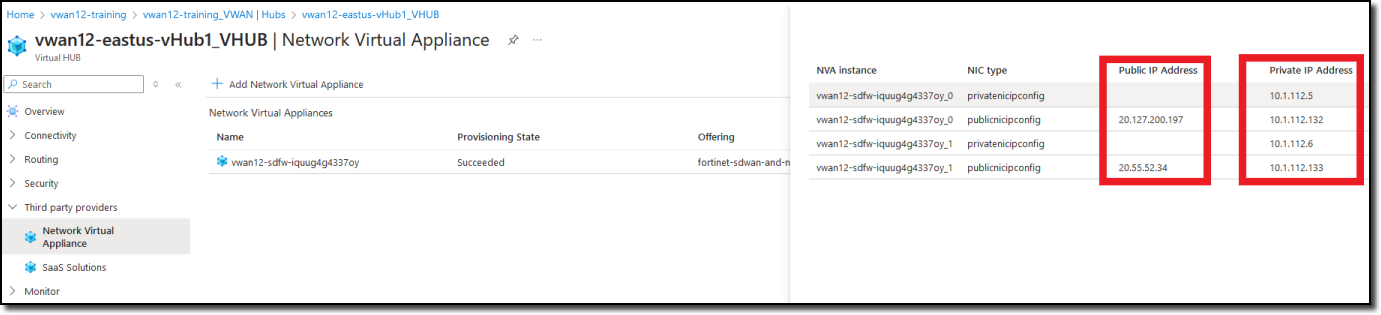 Home > vwan12-training > vwan12-training_VWAN | Hubs > vwan12-eastus-vHub1_VHUB
vwan12-eastus-vHub1_VHUB | Network Virtual Appliance
Virtual HUB
Search
Overview
Connectivity
Routing
Security
Third party providers
Network Virtual
Appliance
SaaS Solutions
Monitor
Add Network Virtual Appliance
Network Virtual Appliances
Name Provisioning State Offering
vwan12-sdfw-iquug4g4337oy Succeeded fortinet-sdwan-and-n
NVA instance NIC type Public IP Address Private IP Address
vwan12-sdfw-iquug4g4337oy_0 privatenicipconfig 10.1.112.5
vwan12-sdfw-iquug4g4337oy_0 publicnicipconfig 20.127.200.197 10.1.112.132
vwan12-sdfw-iquug4g4337oy_1 privatenicipconfig 10.1.112.6
vwan12-sdfw-iquug4g4337oy_1 publicnicipconfig 20.55.52.34 10.1.112.133